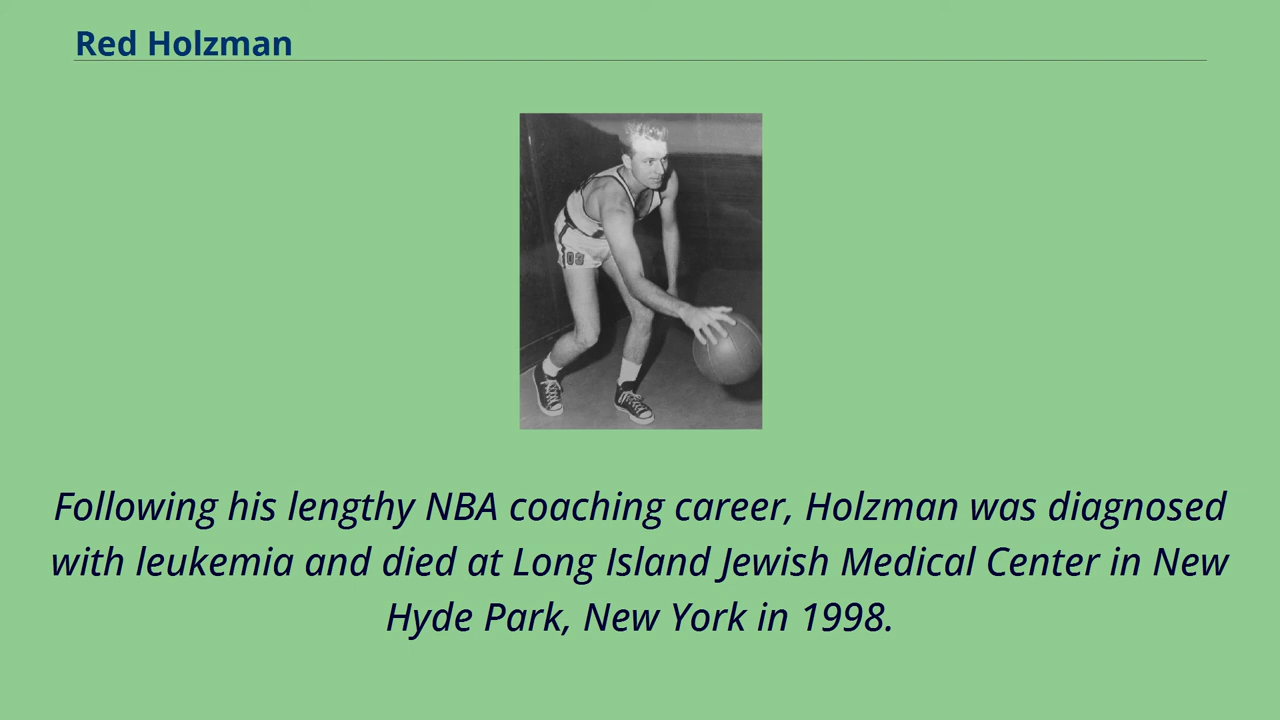 Red Holzman
Following his lengthy NBA coaching career, Holzman was diagnosed
with leukemia and died at Long Island Jewish Medical Center in New
Hyde Park, New York in 1998.